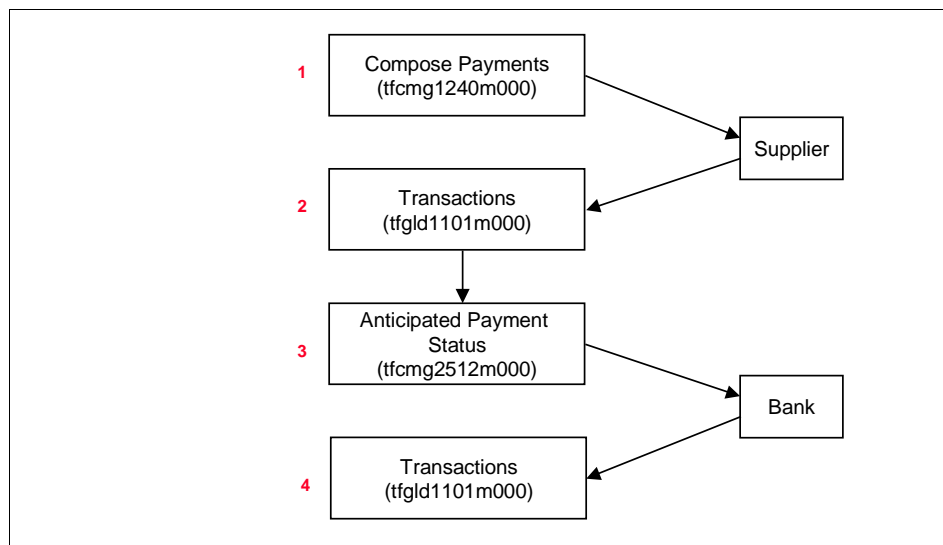 1
Compose Payments
(tfcmg1240m000)
Supplier
2
Transactions
(tfgld1101m000)
3
Anticipated Payment
Status
(tfcmg2512m000)
Bank
4
Transactions
(tfgld1101m000)